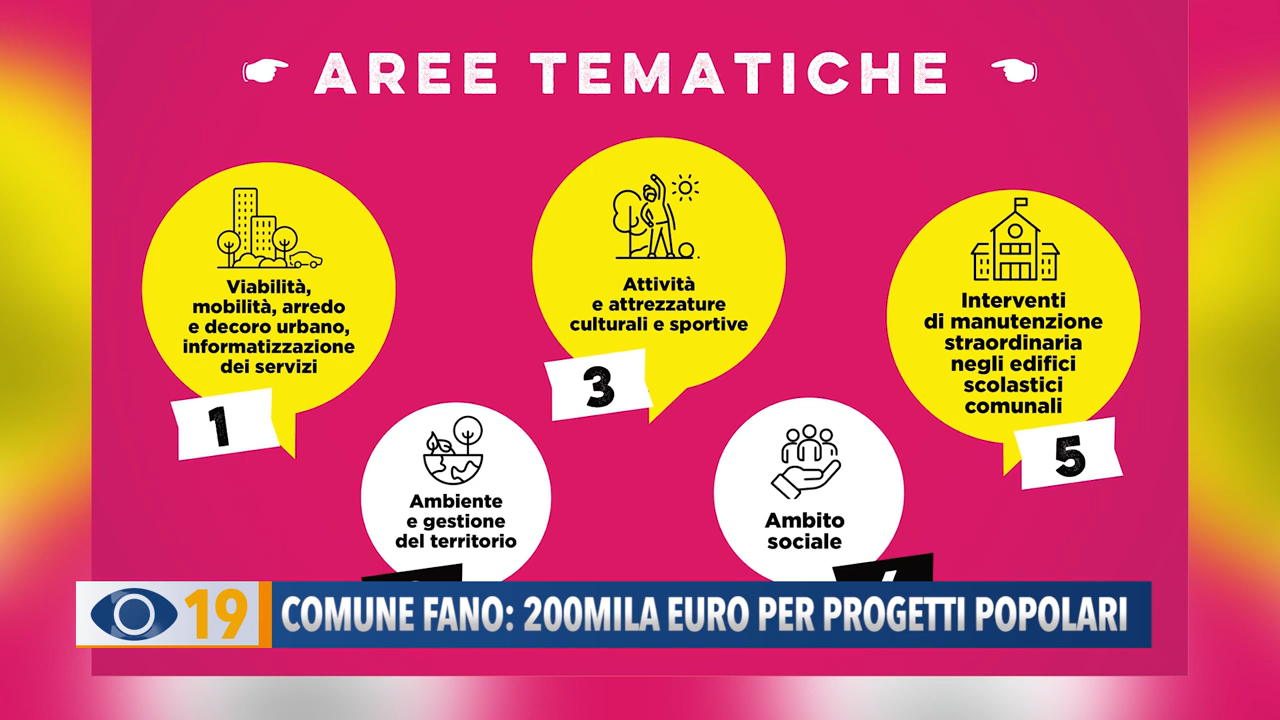 AREE TEMATICHE
Viabilità,
mobilità, arredo
e decoro urbano,
informatizzazione
dei servizi
1
Ambiente
e gestione
del territorio
Attività
e attrezzature
culturali e sportive
3
Ambito
sociale
Interventi
di manutenzione
straordinaria
negli edifici
scolastici
comunali
5
19
COMUNE FANO: 200MILA EURO PER PROGETTI POPOLARI